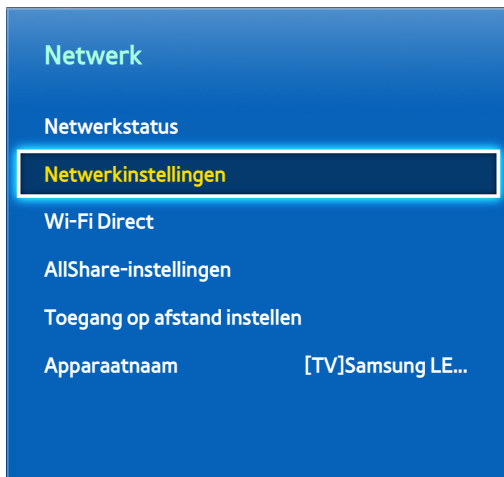 Netwerk
Netwerkstatus
Netwerkinstellingen
Wi-Fi Direct
AllShare-instellingen
Toegang op afstand instellen
Apparaatnaam [TV]Samsung LE...